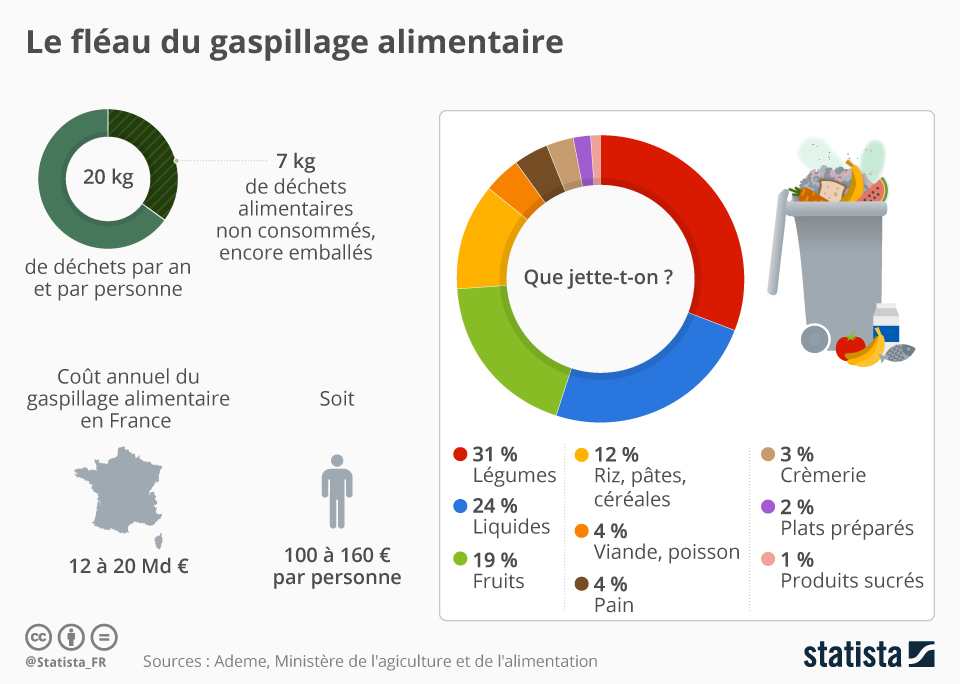 Le fléau du gaspillage alimentaire
20 kg
de déchets par an
et par personne
7 kg
de déchets
alimentaires
non consommés,
encore emballés
Coût annuel du
gaspillage alimentaire
en France
12 à 20 Md €
Soit
100 à 160 €
par personne
Que jette-t-on ?
31 %
Légumes
24 %
Liquides
19 %
Fruits
12 %
Riz, pâtes,
céréales
4 %
Viande, poisson
4 %
Pain
3 %
Crèmerie
2 %
Plats préparés
1 %
Produits sucrés
cc
@Statista_FR
Sources : Ademe, Ministère de l'agiculture et de l'alimentation
statista